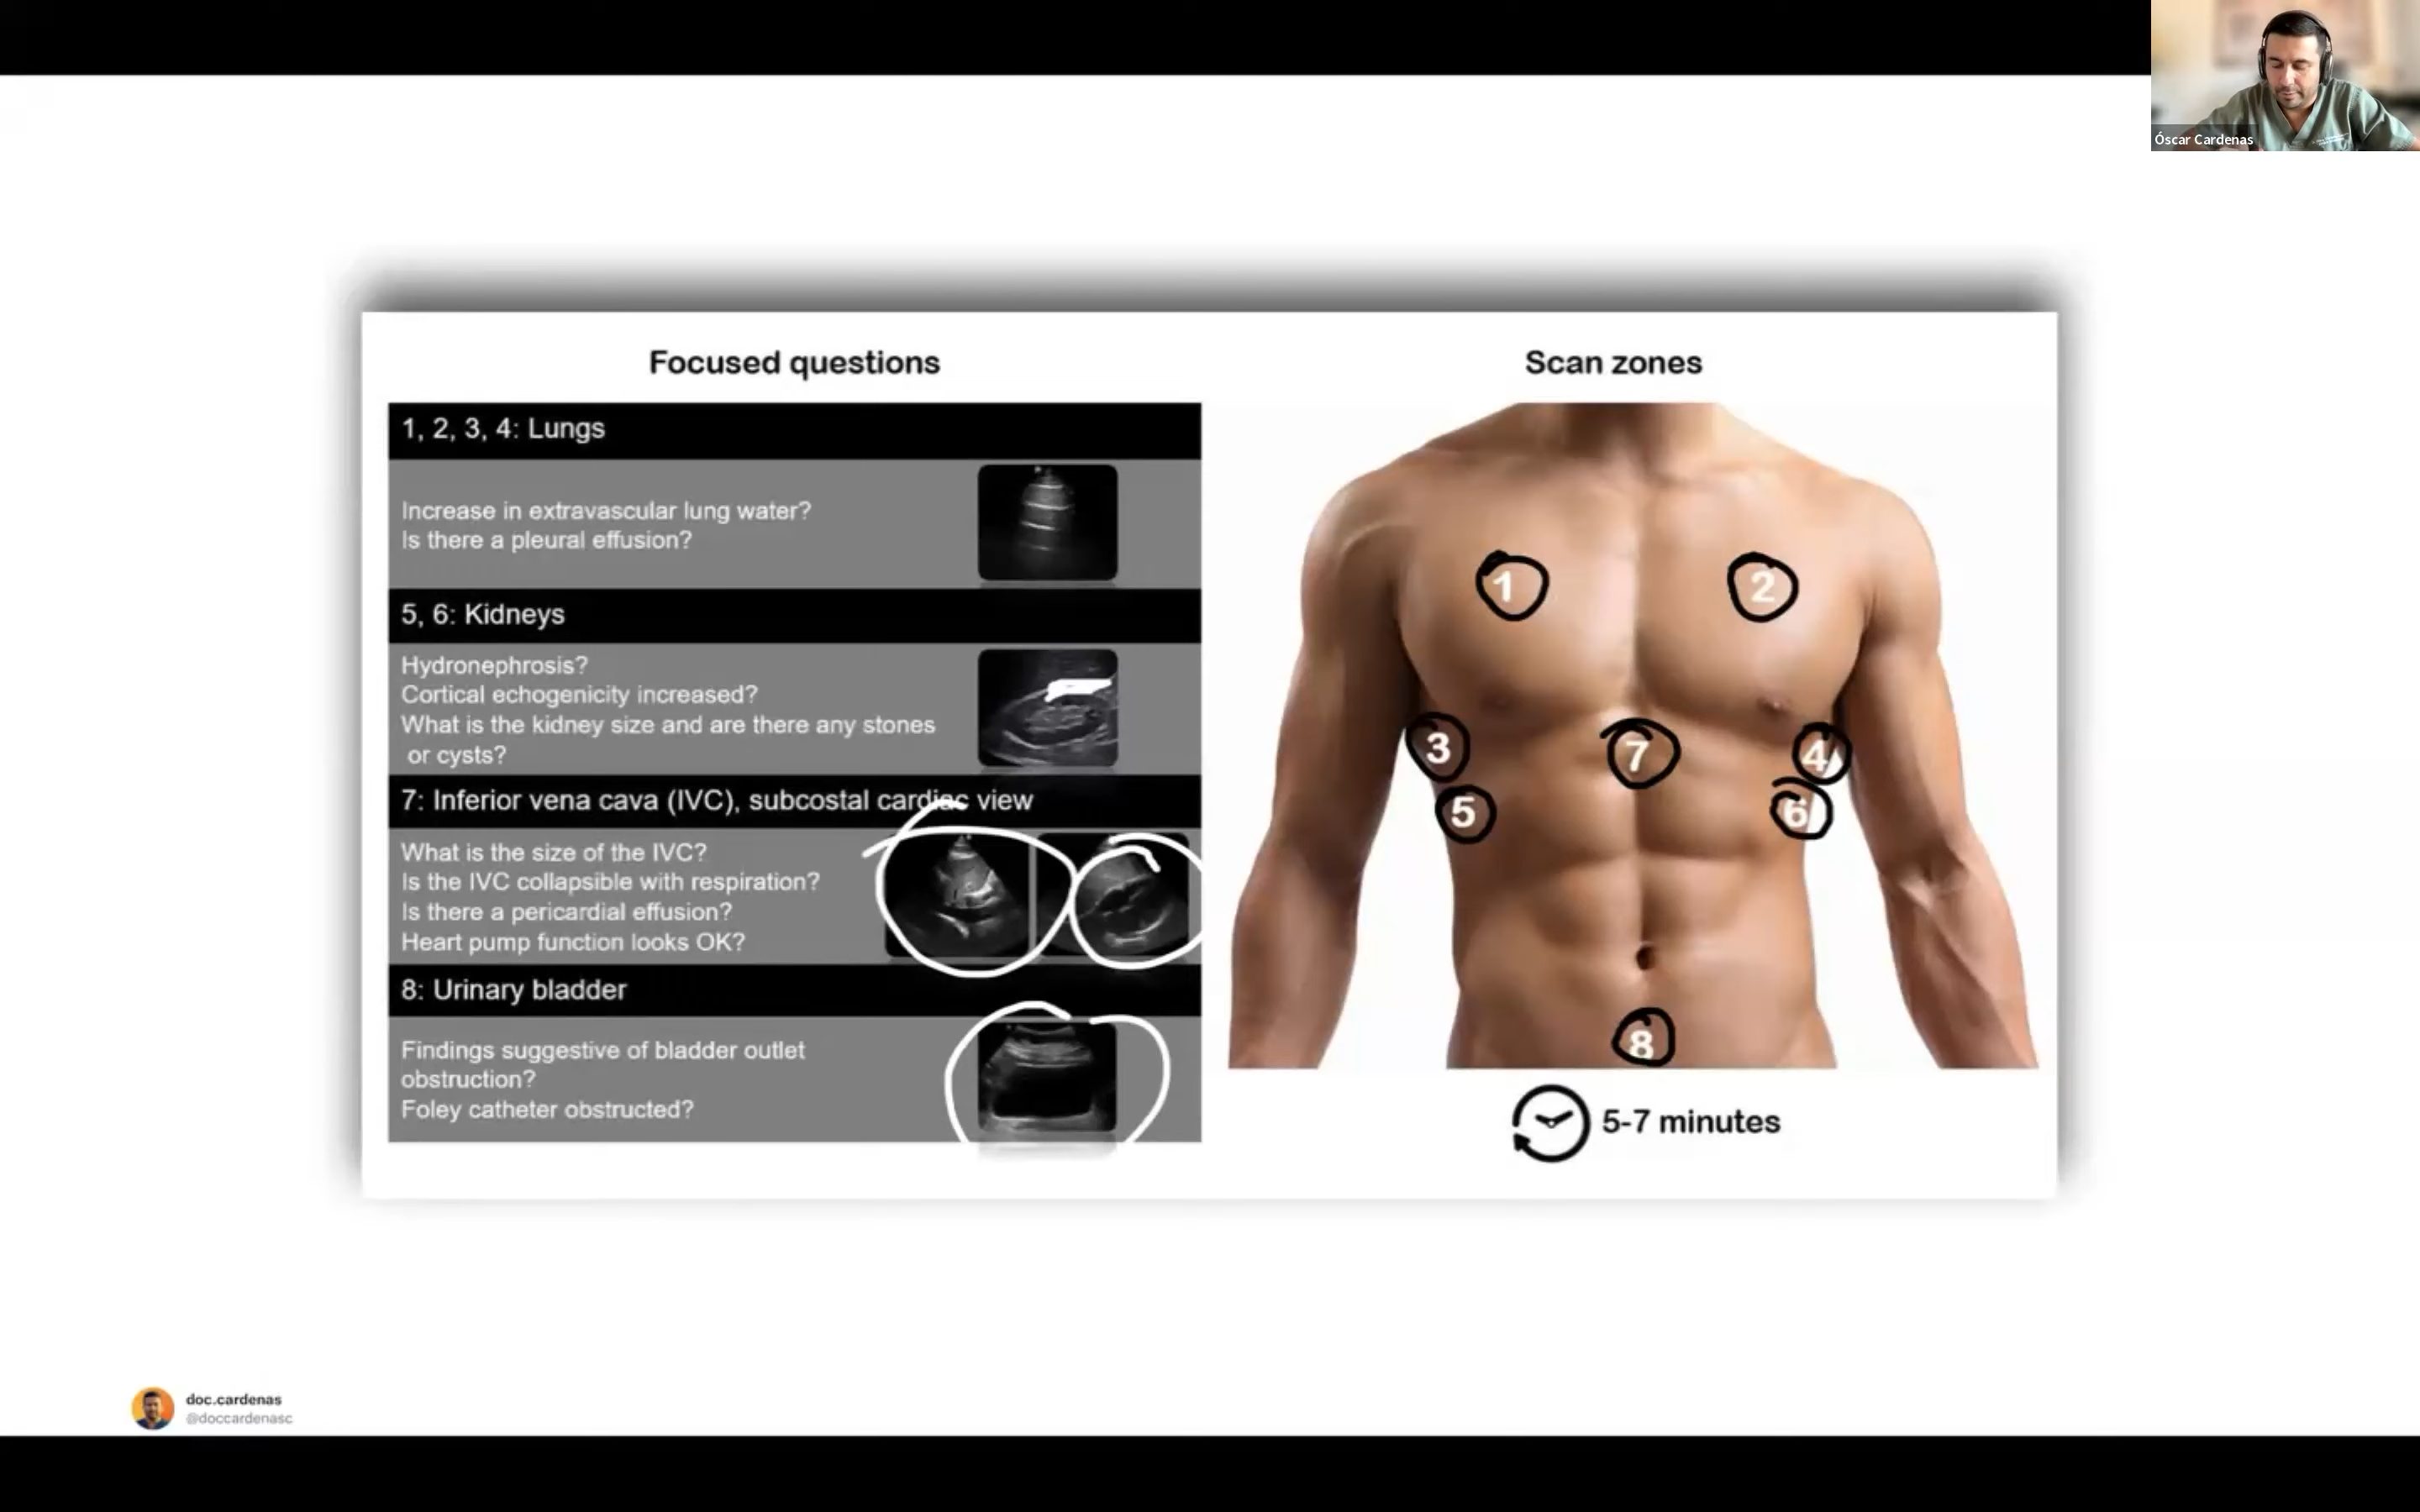 Óscar Cardenas
Focused questions
1, 2, 3, 4: Lungs
Increase in extravascular lung water?
Is there a pleural effusion?
5, 6: Kidneys
Hydronephrosis?
Cortical echogenicity increased?
What is the kidney size and are there any stones
or cysts?
7: Inferior vena cava (IVC), subcostal cardiac view
What is the size of the IVC?
Is the IVC collapsible with respiration?
Is there a pericardial effusion?
Heart pump function looks OK?
8: Urinary bladder
Findings suggestive of bladder outlet
obstruction?
Foley catheter obstructed?
Scan zones
1
2
3
7
4
5
6
8
5-7 minutes
doc.cardenas
@doccardenasc